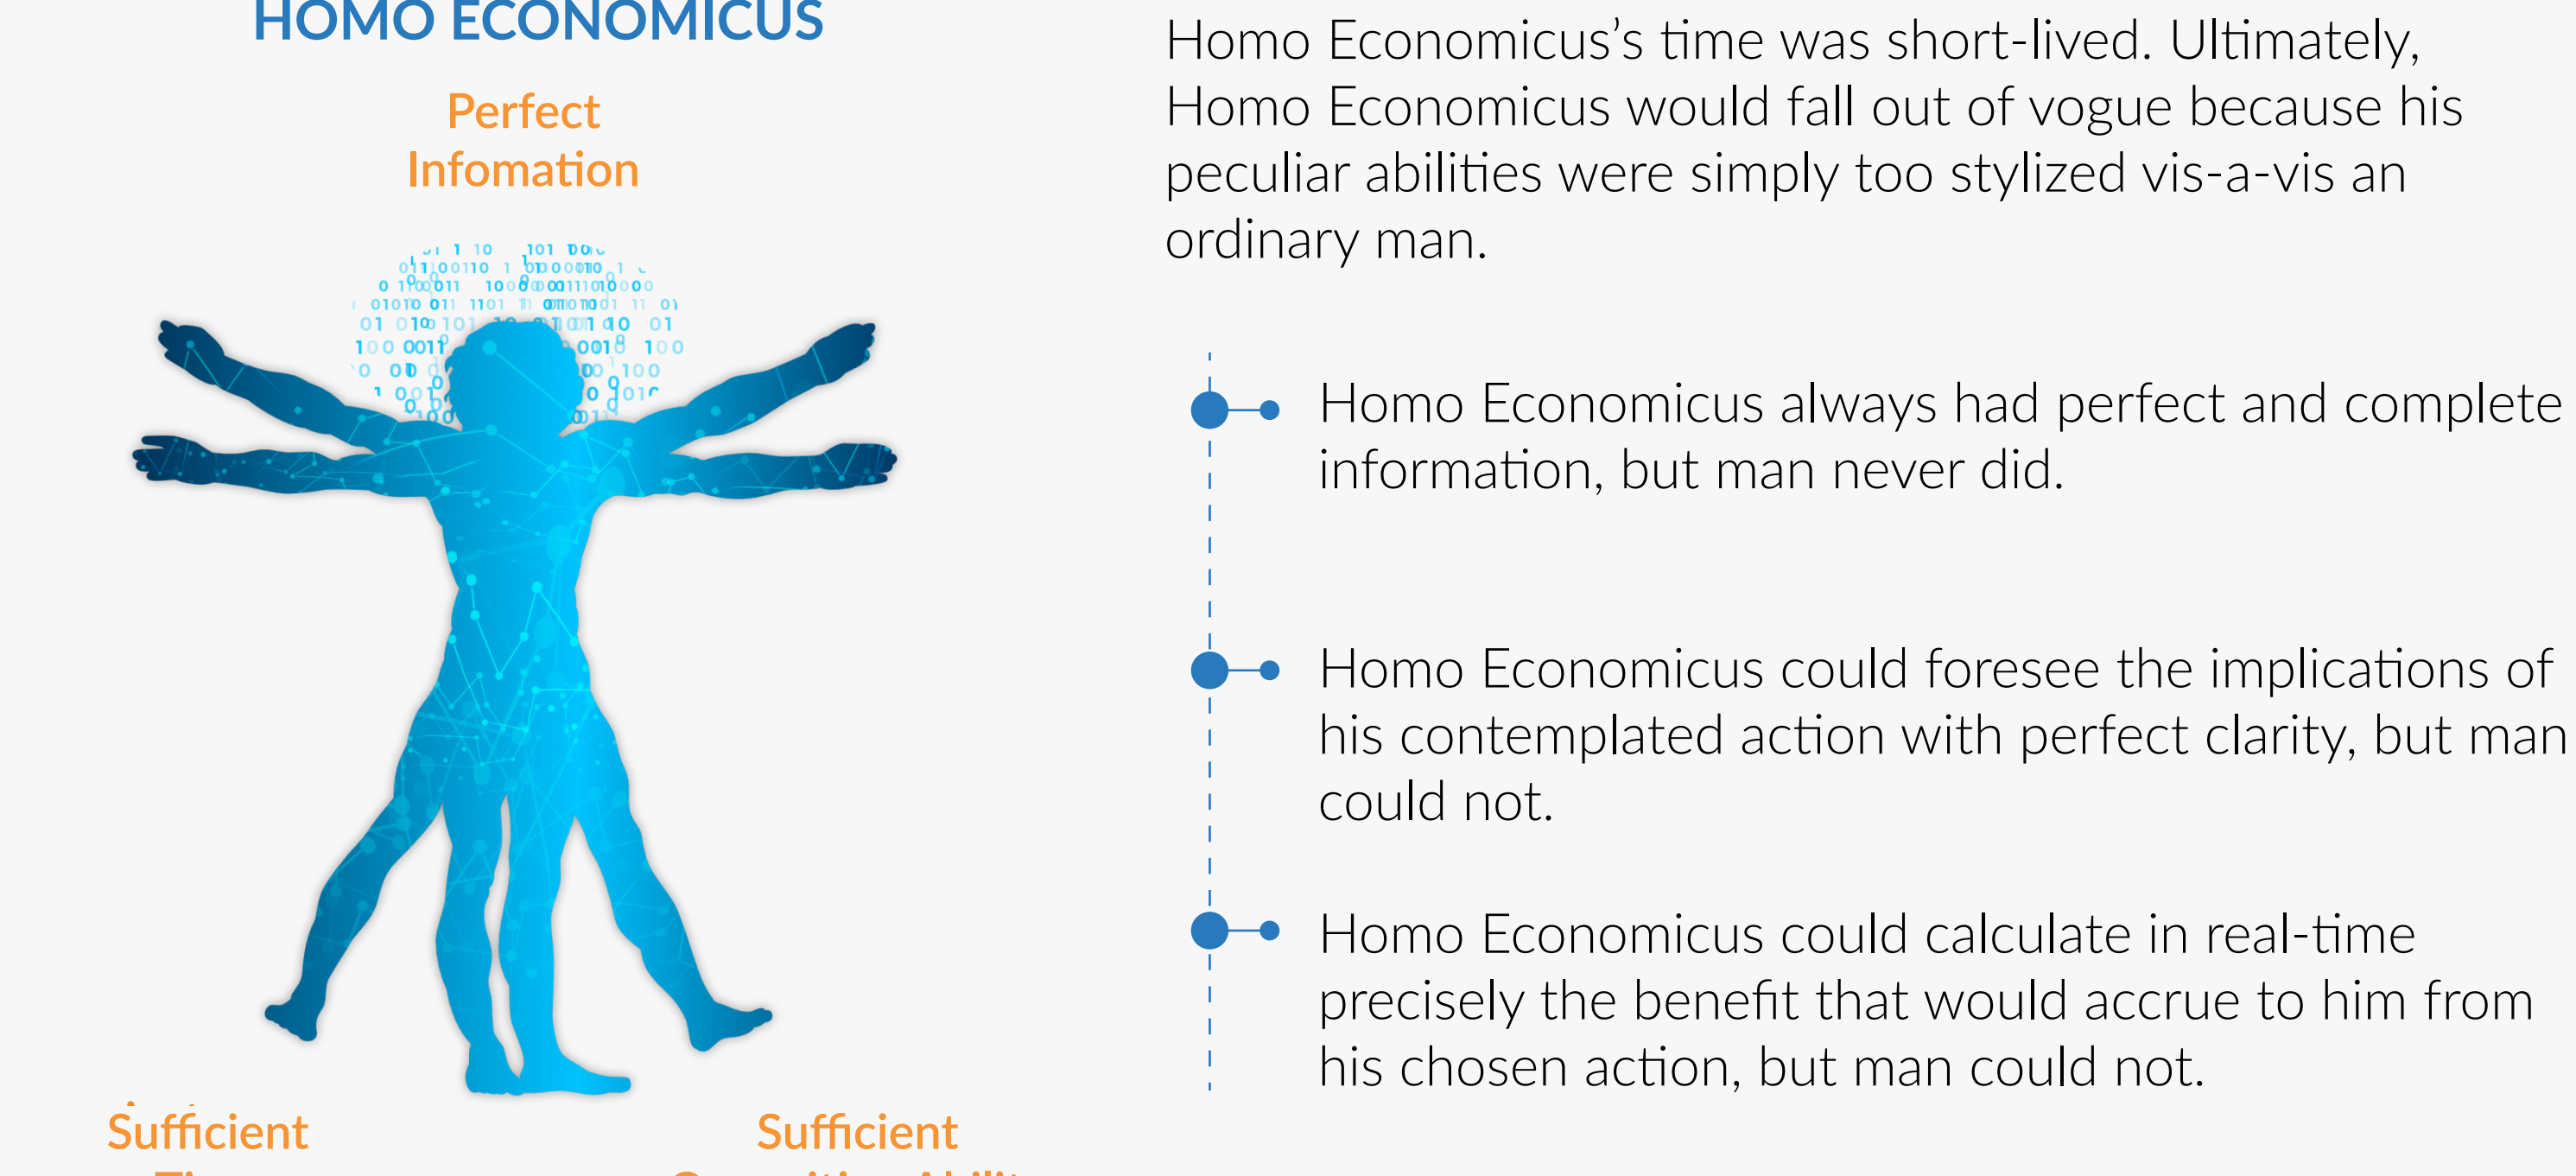 HOMO ECONOMICUS
Perfect
Infomation
Homo Economicus's time was short-lived. Ultimately,
Homo Economicus would fall out of vogue because his
peculiar abilities were simply too stylized vis-a-vis an
ordinary man.
Homo Economicus always had perfect and complete
information, but man never did.
Homo Economicus could foresee the implications of
his contemplated action with perfect clarity, but man
could not.
Homo Economicus could calculate in real-time
precisely the benefit that would accrue to him from
his chosen action, but man could not.
Sufficient
Sufficient